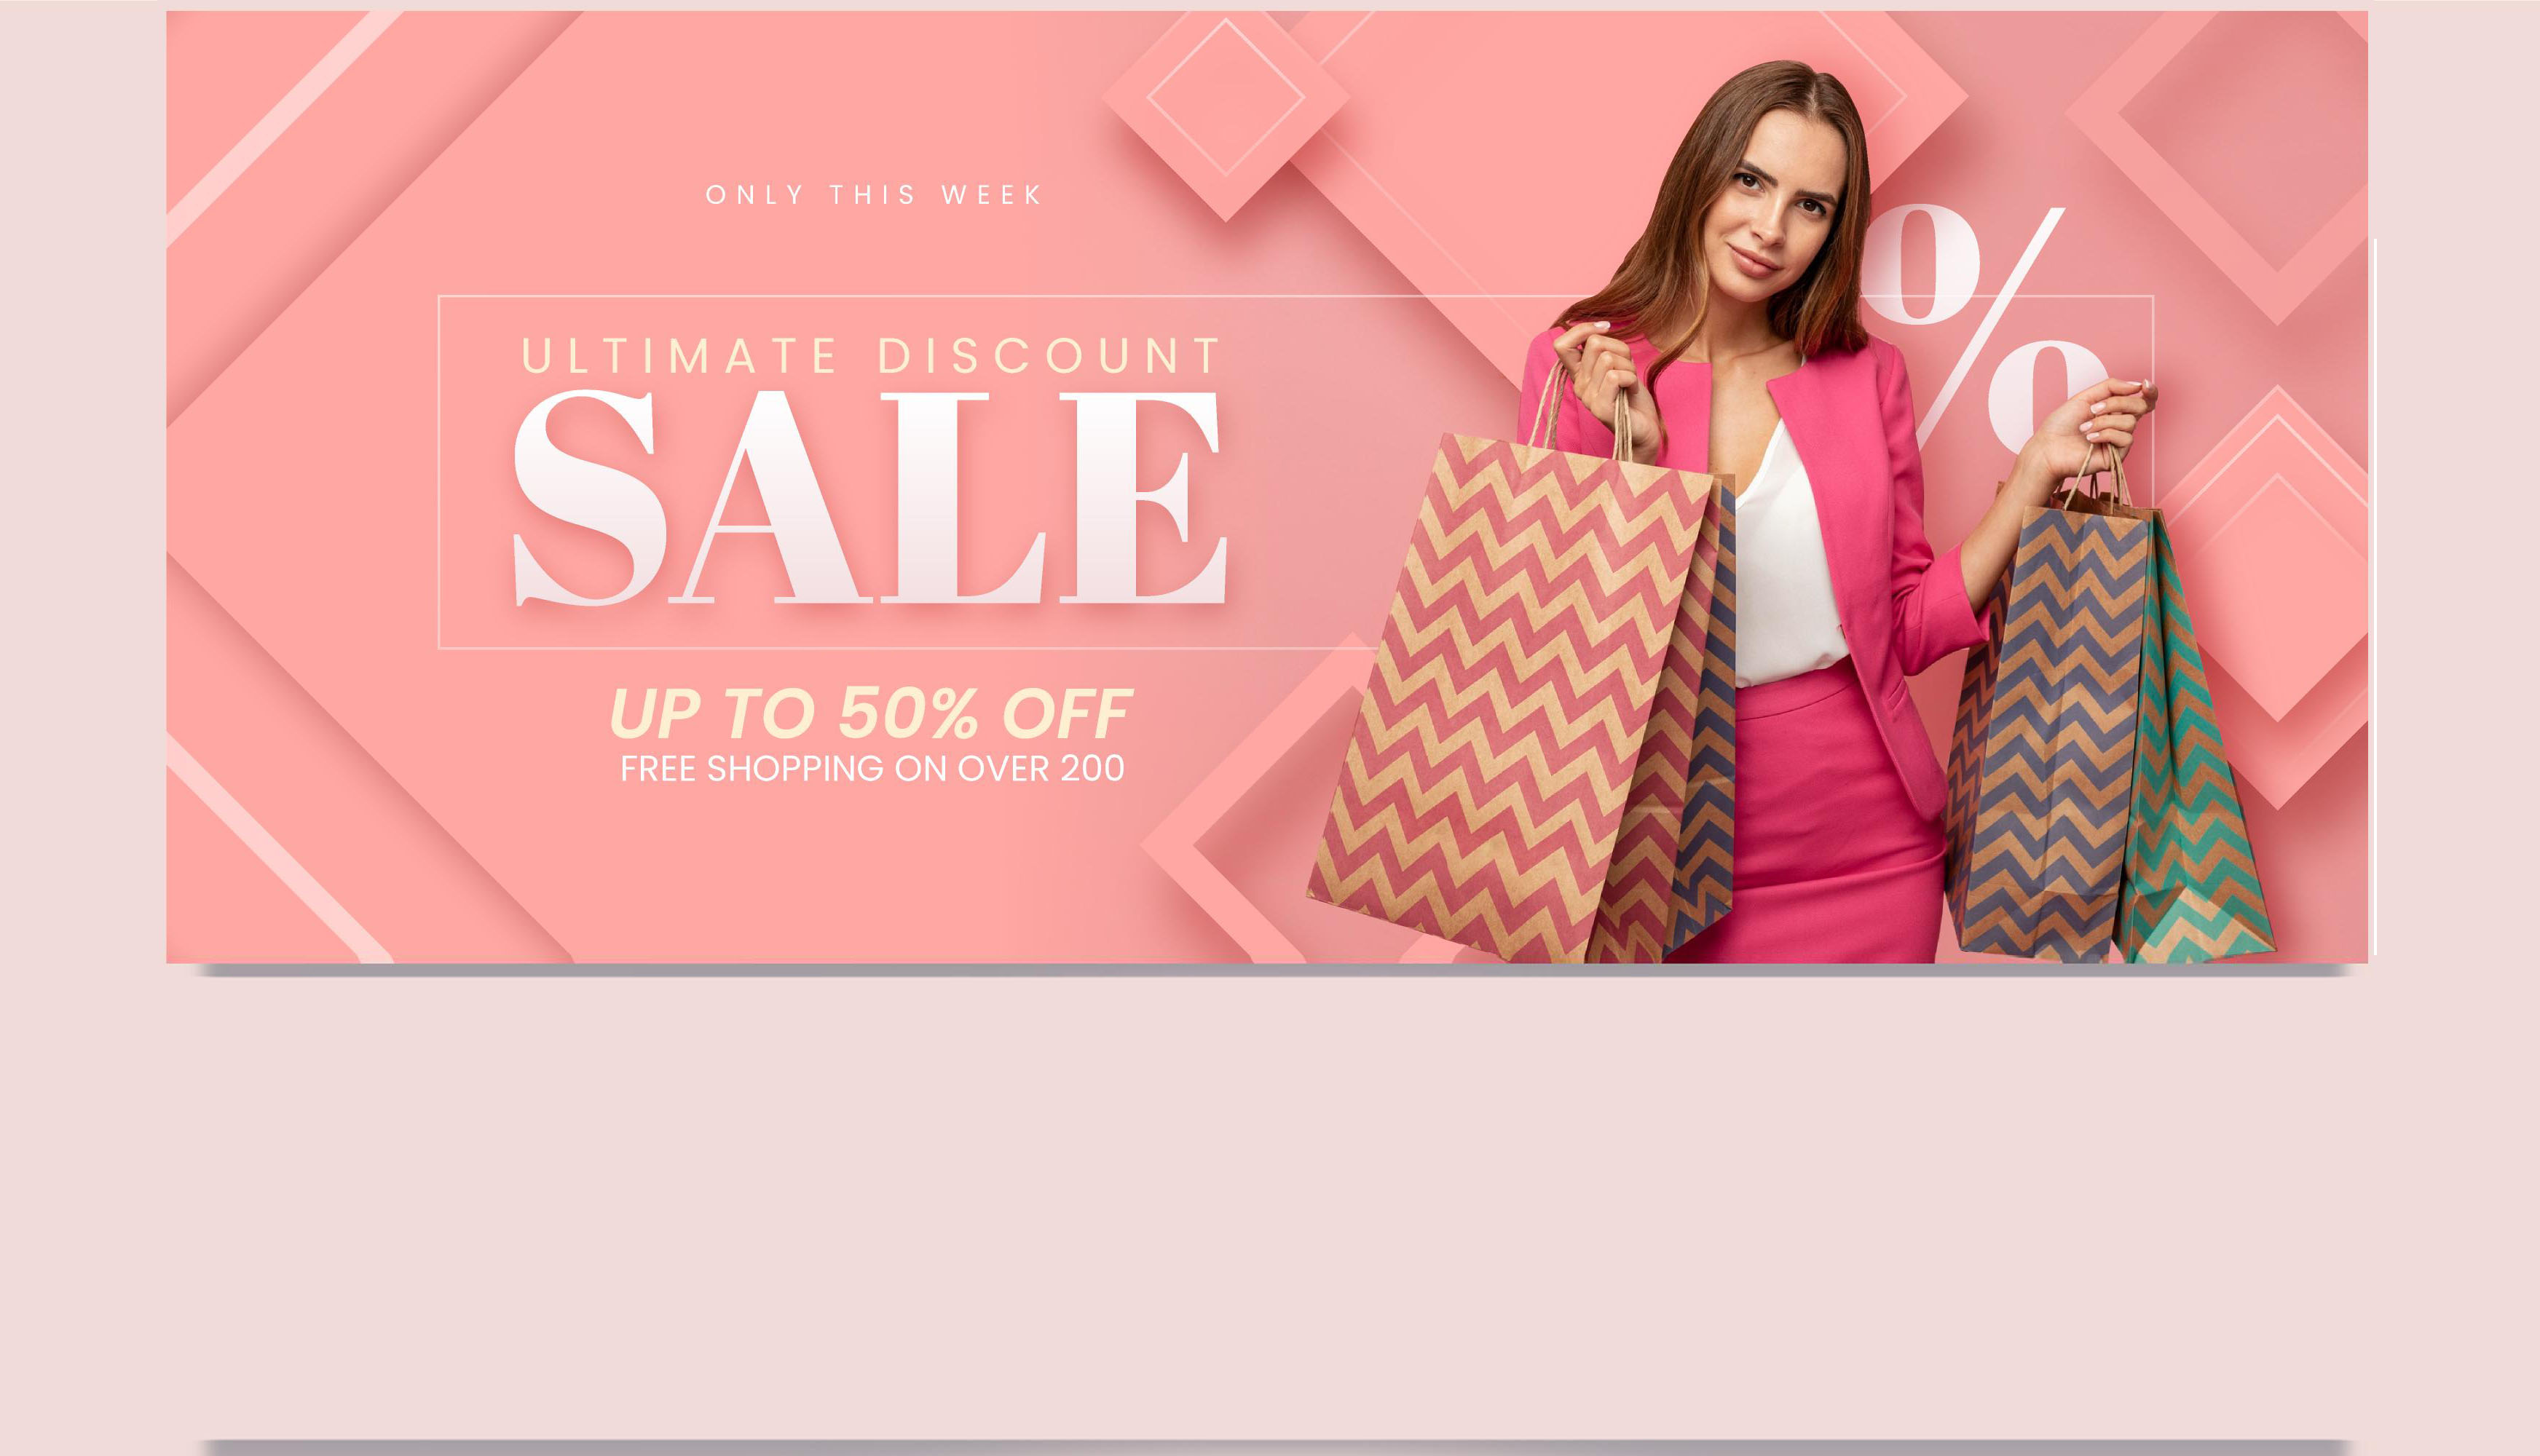 ONLY THIS WEEK
ULTIMATE DISCOUNT
SALE
%
UP TO 50% OFF
FREE SHOPPING ON OVER 200